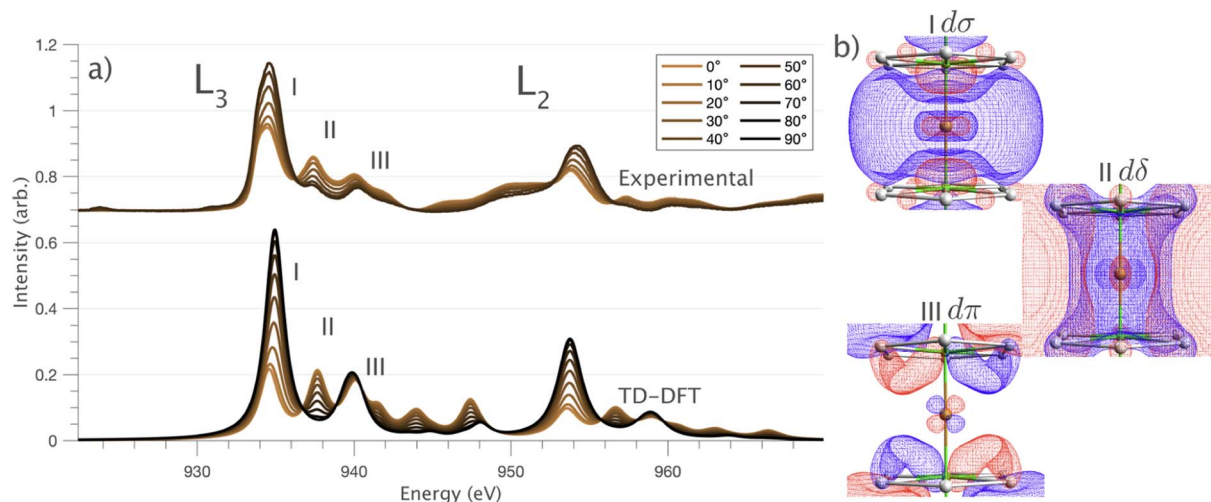 a)
L₃
L₂
I
II
III
Experimental
I
II
III
TD-DFT
0°
10°
20°
30°
40°
50°
60°
70°
80°
90°
1.2
1
0.8
0.6
0.4
0.2
0
Intensity (arb.)
930
940
950
960
Energy (eV)
b)
I dσ
II dδ
III dπ